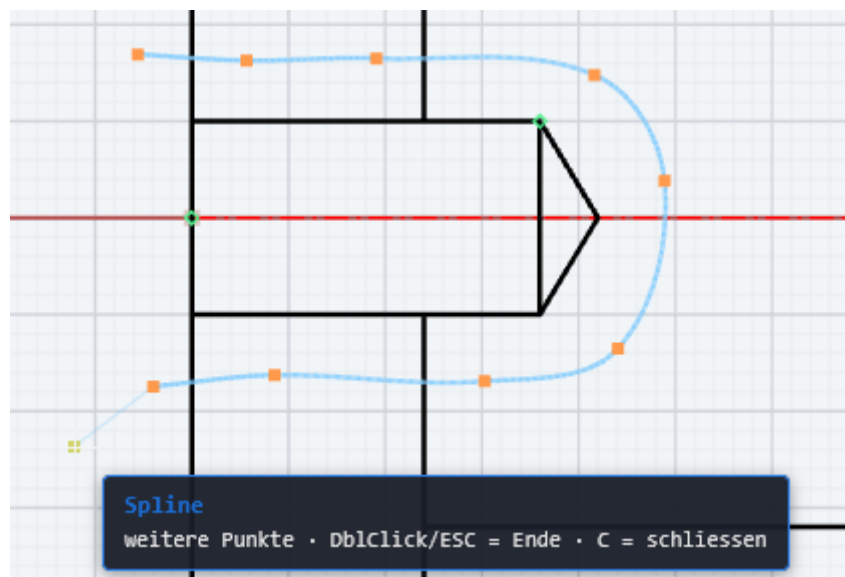 Spline
weitere Punkte · DblClick/ESC = Ende · C = schliessen